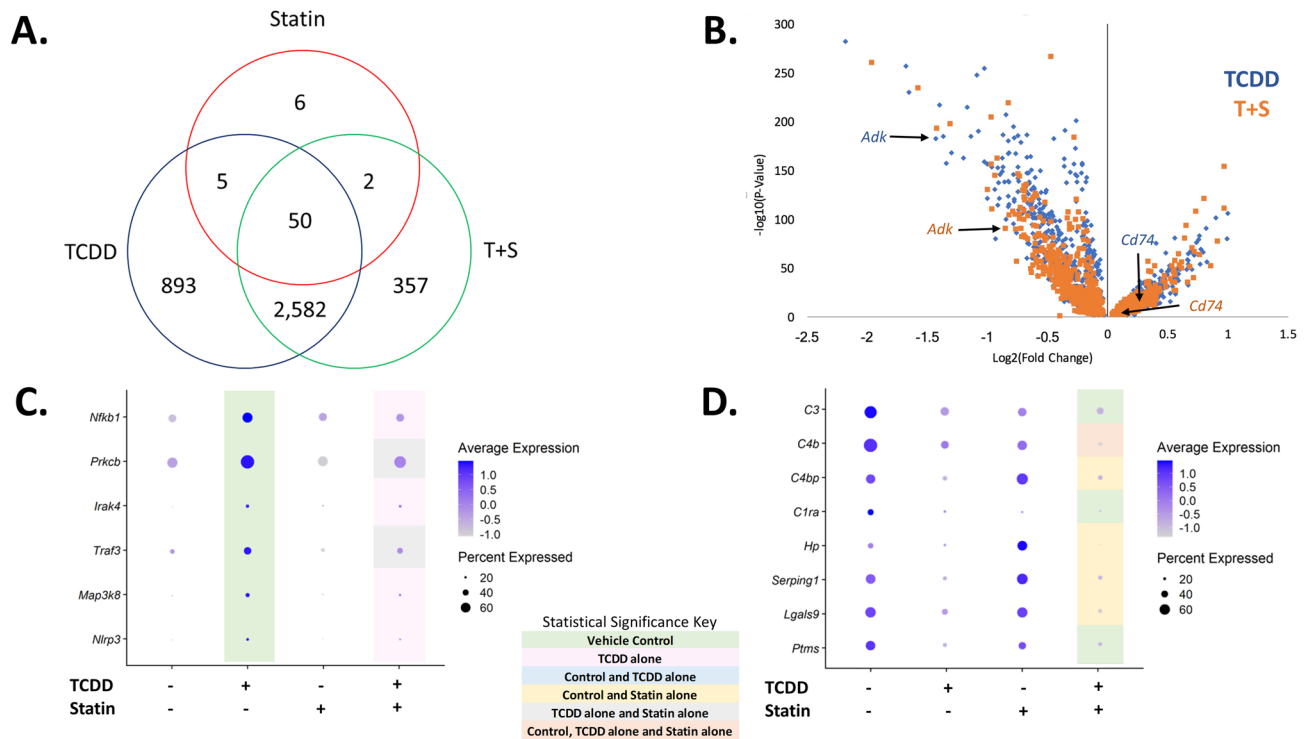 A.
Statin
6
5
2
50
TCDD
T+S
893
357
2,582
B.
300
250
200
150
100
50
0
-log10(P-Value)
-2.5
-2
-1.5
-1
-0.5
0
0.5
1
1.5
Log2(Fold Change)
TCDD
T+S
Adk
Adk
Cd74
Cd74
C.
Nfkb1
Prkcb
Irak4
Traf3
Map3k8
Nlrp3
TCDD - + - +
Statin - - + +
Average Expression
1.0
0.5
0.0
-0.5
-1.0
Percent Expressed
20
40
60
Statistical Significance Key
Vehicle Control
TCDD alone
Control and TCDD alone
Control and Statin alone
TCDD alone and Statin alone
Control, TCDD alone and Statin alone
D.
C3
C4b
C4bp
C1ra
Hp
Serping1
Lgals9
Ptms
TCDD - + - +
Statin - - + +
Average Expression
1.0
0.5
0.0
-0.5
-1.0
Percent Expressed
20
40
60